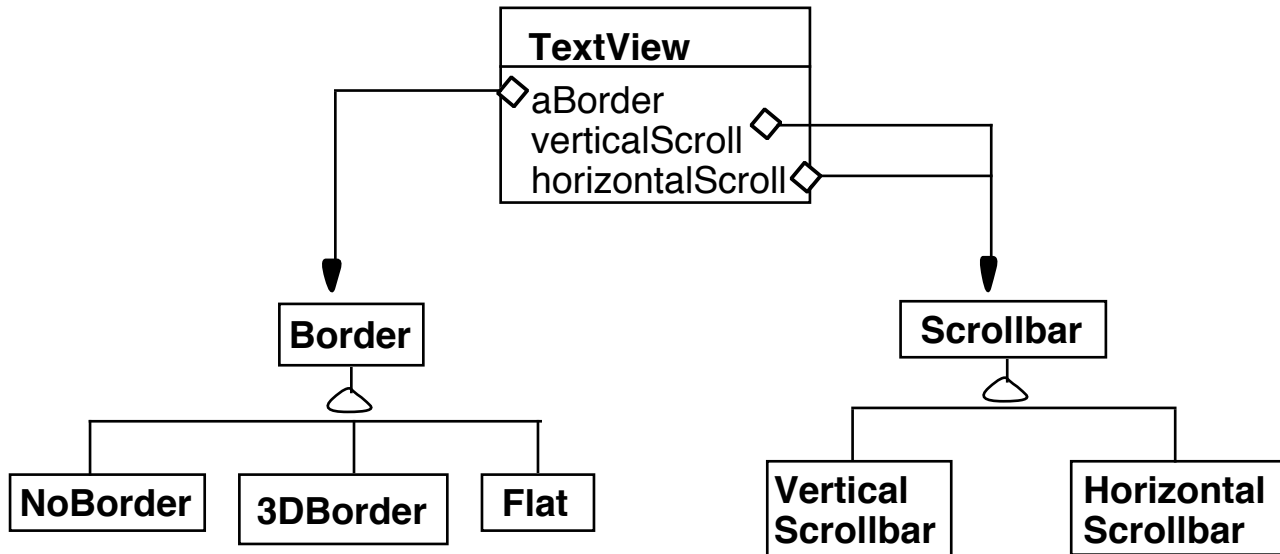 TextView
aBorder
verticalScroll
horizontalScroll
Border
Scrollbar
NoBorder
3DBorder
Flat
Vertical
Scrollbar
Horizontal
Scrollbar